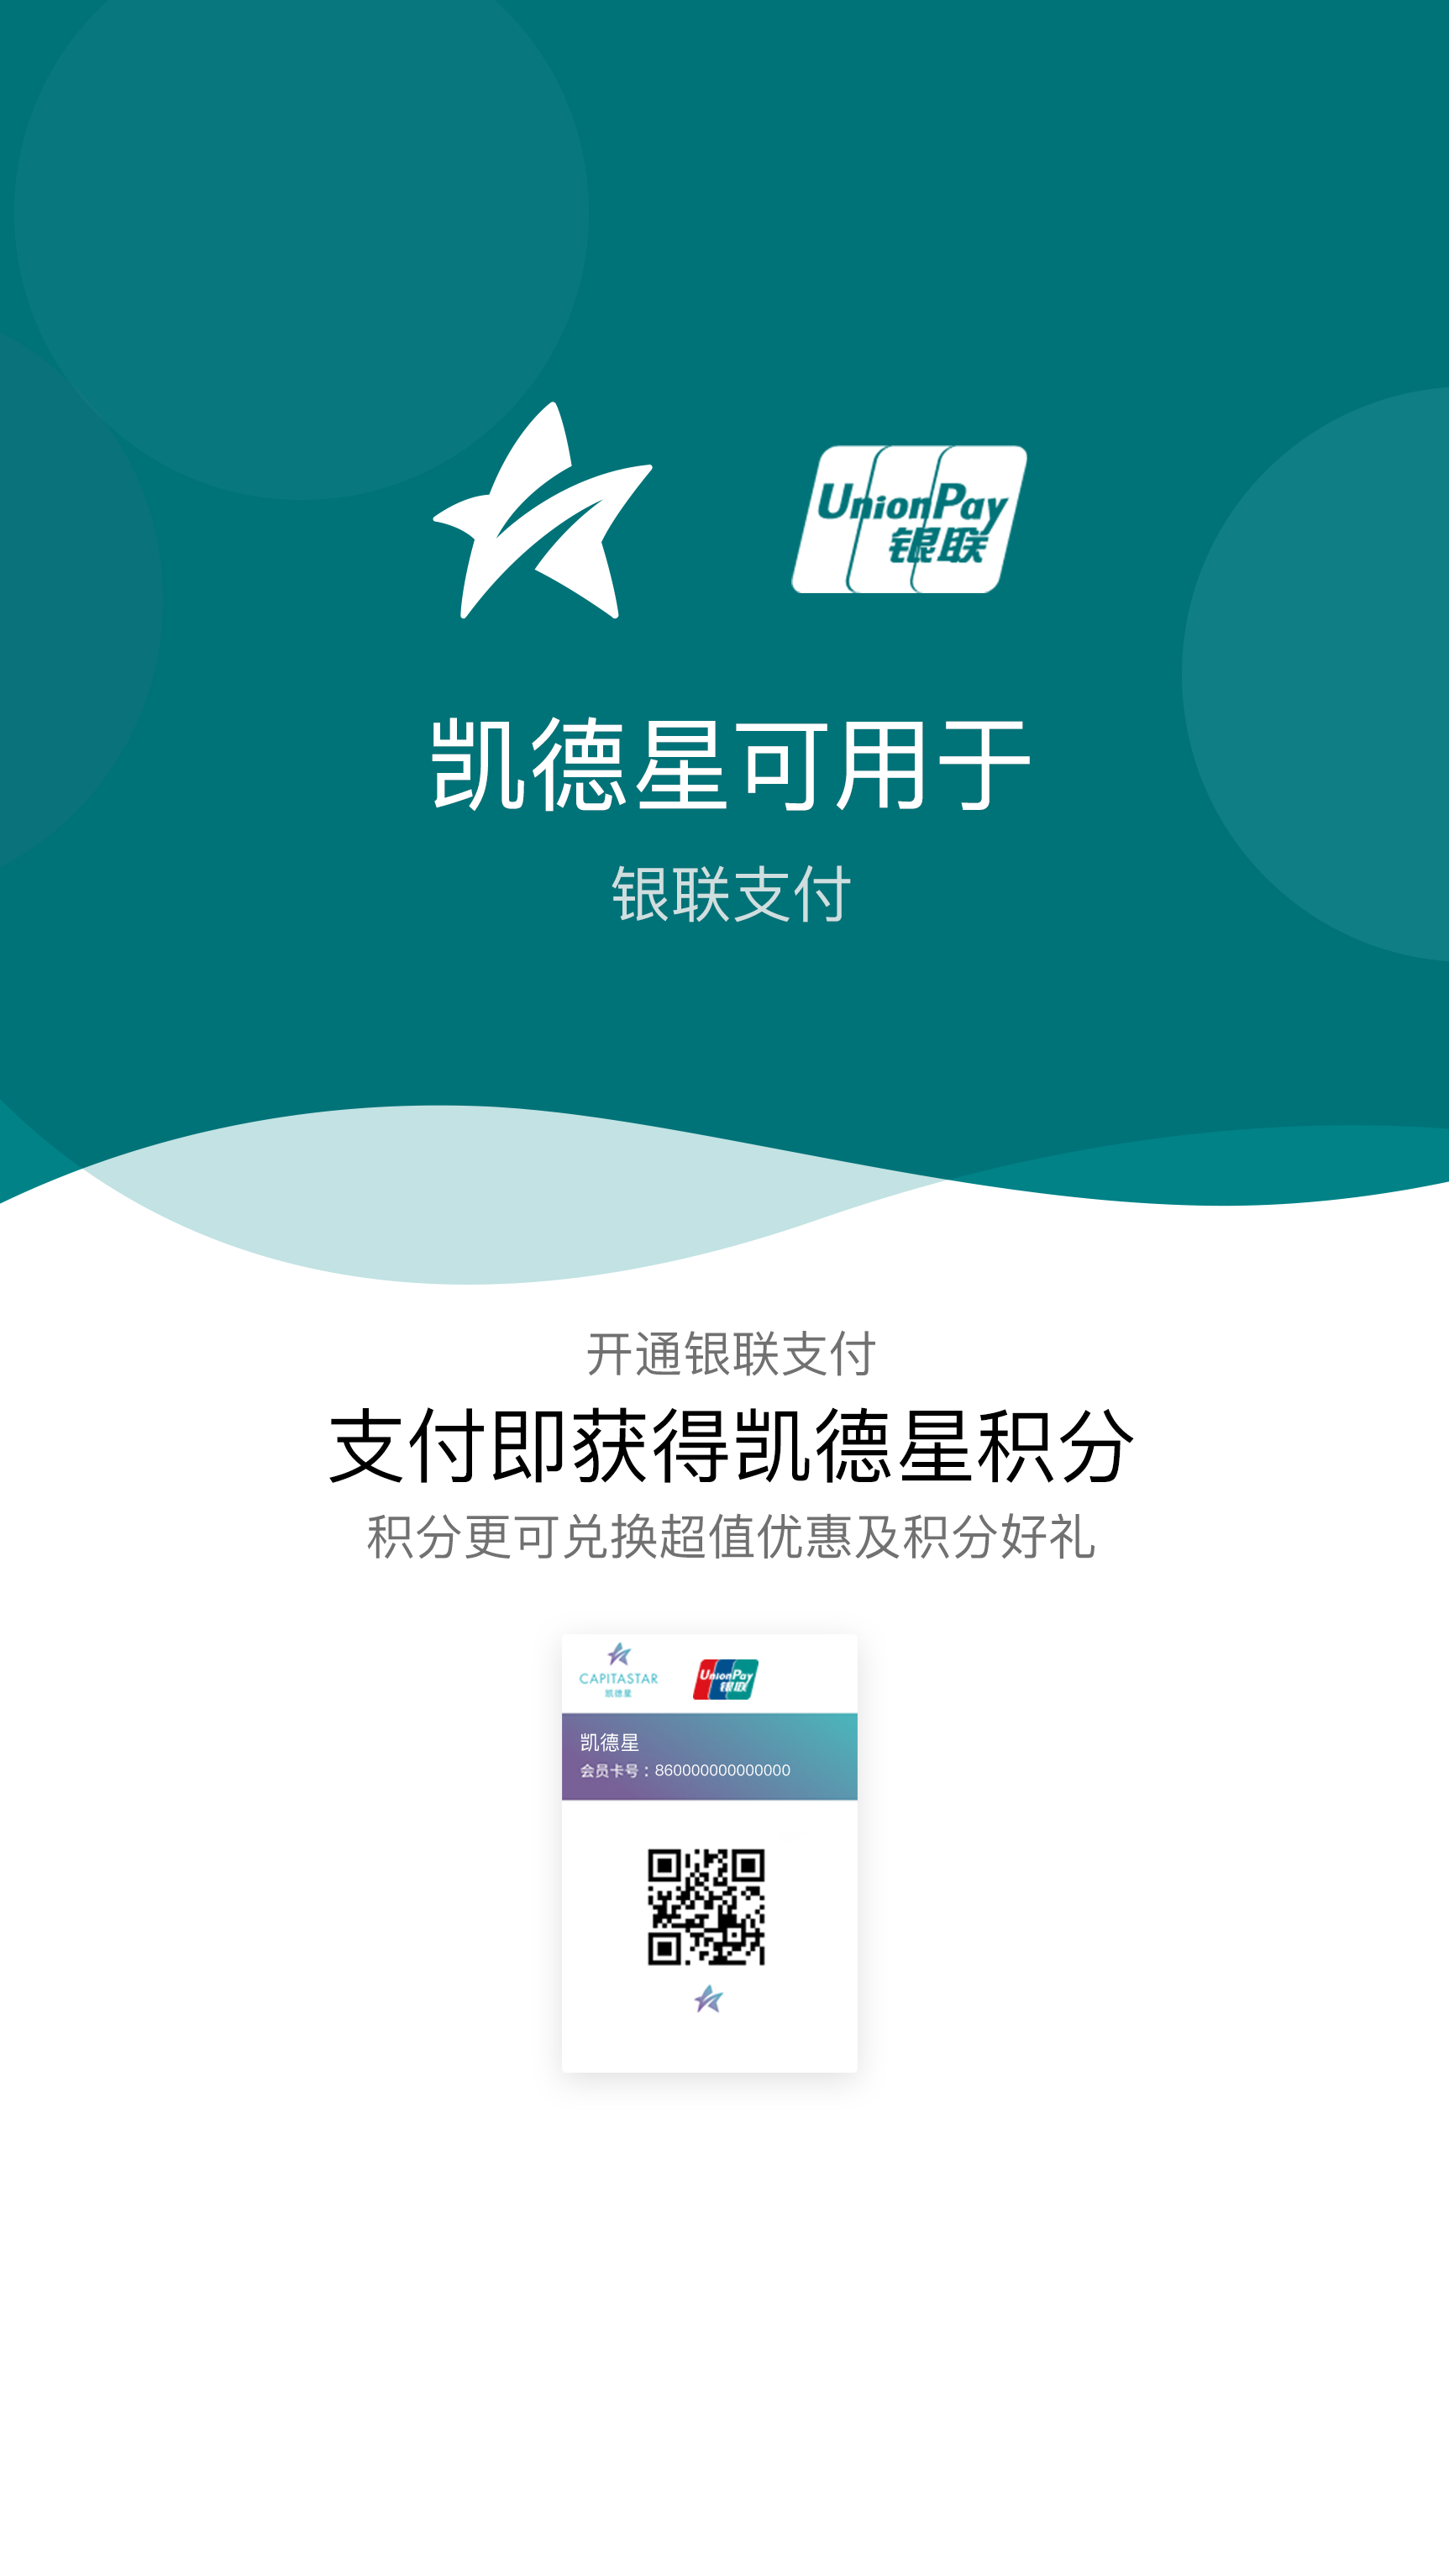 UnionPay
银联
凯德星可用于
银联支付
开通银联支付
支付即获得凯德星积分
积分更可兑换超值优惠及积分好礼
CAPITASTAR
凯德星
UnionPay
银联
凯德星
会员卡号：860000000000000